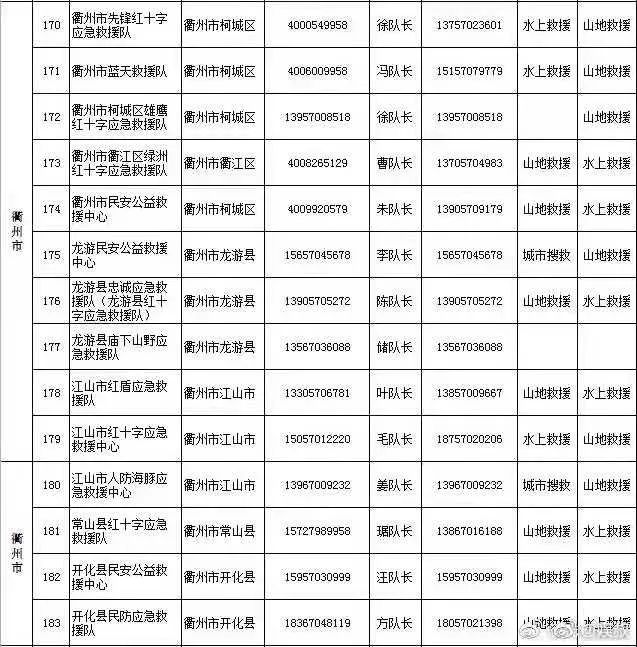 衢州市
170 衢州市先锋红十字 衢州市柯城区 4000549958 徐队长 13757023601 水上救援 山地救援
应急救援队
171 衢州市蓝天救援队 衢州市柯城区 4006009958 冯队长 15157079779 水上救援 山地救援
172 衢州市柯城区雄鹰 衢州市柯城区 13957008518 徐队长 13957008518 山地救援
红十字应急救援队
173 衢州市衢江区绿洲 衢州市衢江区 4008265129 曹队长 13705704983 山地救援 水上救援
红十字应急救援队
174 衢州市民安公益救 衢州市柯城区 4009920579 朱队长 13905709179 山地救援 水上救援
援中心
175 龙游民安公益救援 衢州市龙游县 15657045678 李队长 15657045678 城市搜救 山地救援
中心
176 龙游县忠诚应急救 衢州市龙游县 13905705272 陈队长 13905705272 山地救援 水上救援
援队（龙游县红十
字应急救援队）
177 龙游县庙下山野应 衢州市龙游县 13567036088 储队长 13567036088
急救援队
178 江山市红盾应急救 衢州市江山市 13305706781 叶队长 13857009667 山地救援 水上救援
援队
179 江山市红十字应急 衢州市江山市 15057012220 毛队长 18757020206 水上救援 山地救援
救援中心
衢州市
180 江山市人防海豚应 衢州市江山市 13967009232 姜队长 13967009232 城市搜救 山地救援
急救援中心
181 常山县红十字应急 衢州市常山县 15727989958 琚队长 13867016188 山地救援 水上救援
救援队
182 开化县民安公益救 衢州市开化县 15957030999 汪队长 15957030999 山地救援 水上救援
援中心
183 开化县民防应急救 衢州市开化县 18367048119 方队长 18057021398 山地救援 水上救援
援队